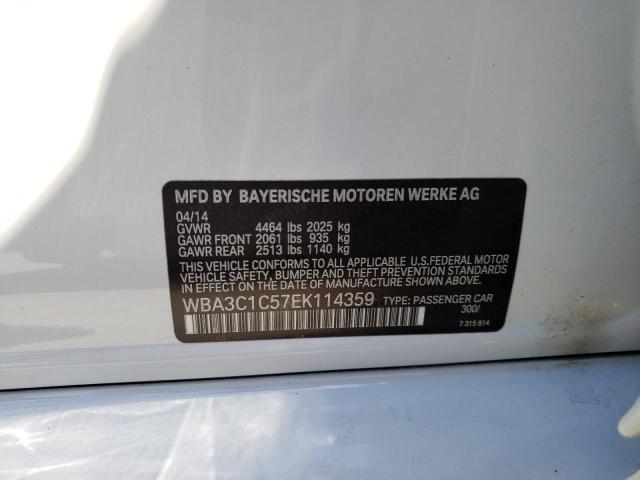 MFD BY BAYERISCHE MOTOREN WERKE AG
04/14
GVWR 4464 lbs 2025 kg
GAWR FRONT 2061 lbs 935 kg
GAWR REAR 2513 lbs 1140 kg
THIS VEHICLE CONFORMS TO ALL APPLICABLE U.S.FEDERAL MOTOR
VEHICLE SAFETY, BUMPER AND THEFT PREVENTION STANDARDS
IN EFFECT ON THE DATE OF MANUFACTURE SHOWN ABOVE.
WBA3C1C57EK114359 TYPE: PASSENGER CAR
300/
7 315 814